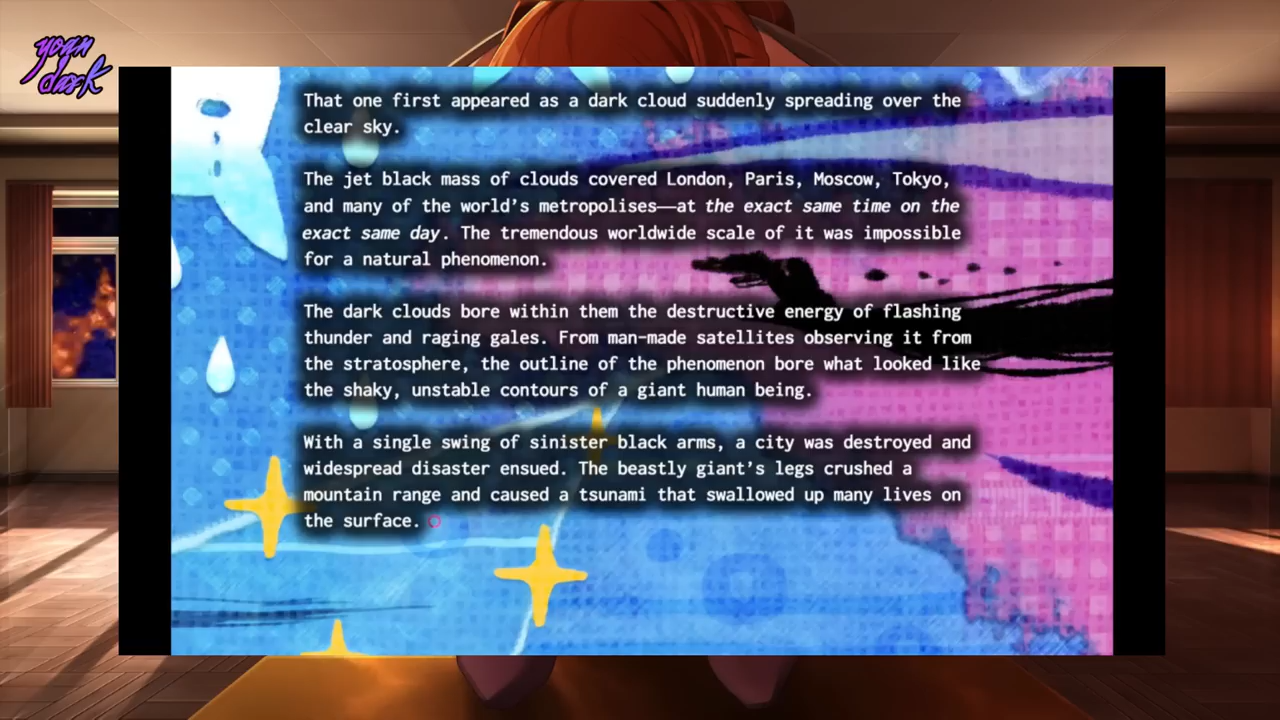 yoan
dark
That one first appeared as a dark cloud suddenly spreading over the
clear sky.
The jet black mass of clouds covered London, Paris, Moscow, Tokyo,
and many of the world's metropolises——at the exact same time on the
exact same day. The tremendous worldwide scale of it was impossible
for a natural phenomenon.
The dark clouds bore within them the destructive energy of flashing
thunder and raging gales. From man-made satellites observing it from
the stratosphere, the outline of the phenomenon bore what looked like
the shaky, unstable contours of a giant human being.
With a single swing of sinister black arms, a city was destroyed and
widespread disaster ensued. The beastly giant's legs crushed a
mountain range and caused a tsunami that swallowed up many lives on
the surface.